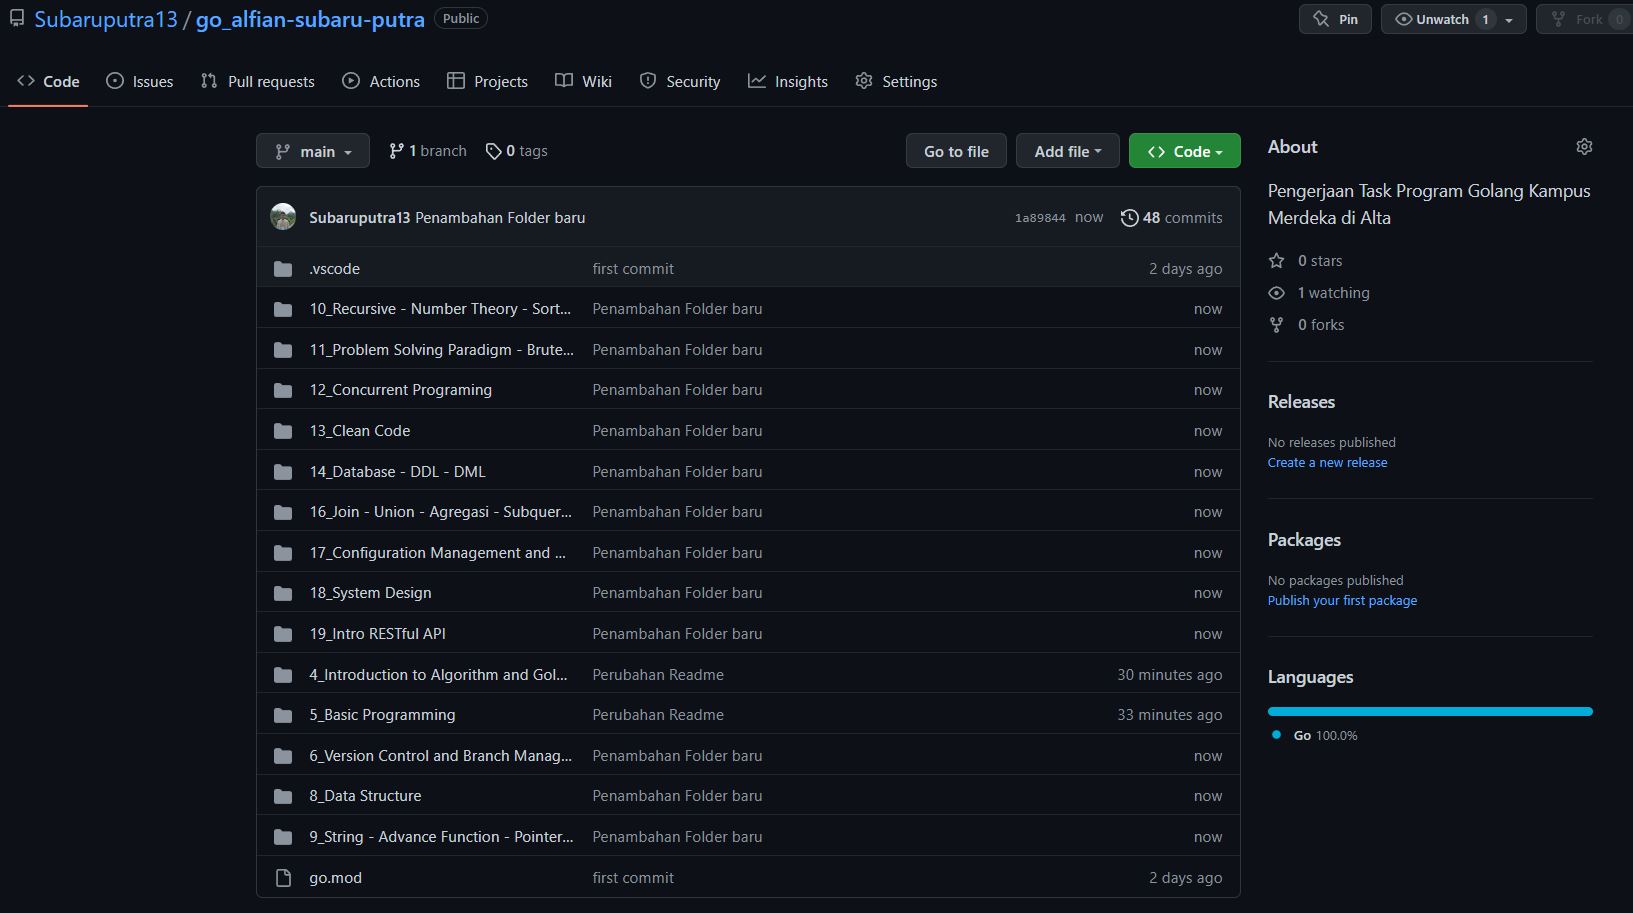 Subaruputra13 / go_alfian-subaru-putra Public
Pin Unwatch 1 Fork 0
Code Issues Pull requests Actions Projects Wiki Security Insights Settings
main 1 branch 0 tags Go to file Add file Code
Subaruputra13 Penambahan Folder baru 1a89844 now 48 commits
.vscode first commit 2 days ago
10_Recursive - Number Theory - Sort... Penambahan Folder baru now
11_Problem Solving Paradigm - Brute... Penambahan Folder baru now
12_Concurrent Programing Penambahan Folder baru now
13_Clean Code Penambahan Folder baru now
14_Database - DDL - DML Penambahan Folder baru now
16_Join - Union - Agregasi - Subquer... Penambahan Folder baru now
17_Configuration Management and ... Penambahan Folder baru now
18_System Design Penambahan Folder baru now
19_Intro RESTful API Penambahan Folder baru now
4_Introduction to Algorithm and Gol... Perubahan Readme 30 minutes ago
5_Basic Programming Perubahan Readme 33 minutes ago
6_Version Control and Branch Manag... Penambahan Folder baru now
8_Data Structure Penambahan Folder baru now
9_String - Advance Function - Pointer... Penambahan Folder baru now
go.mod first commit 2 days ago
About
Pengerjaan Task Program Golang Kampus
Merdeka di Alta
0 stars
1 watching
0 forks
Releases
No releases published
Create a new release
Packages
No packages published
Publish your first package
Languages
Go 100.0%